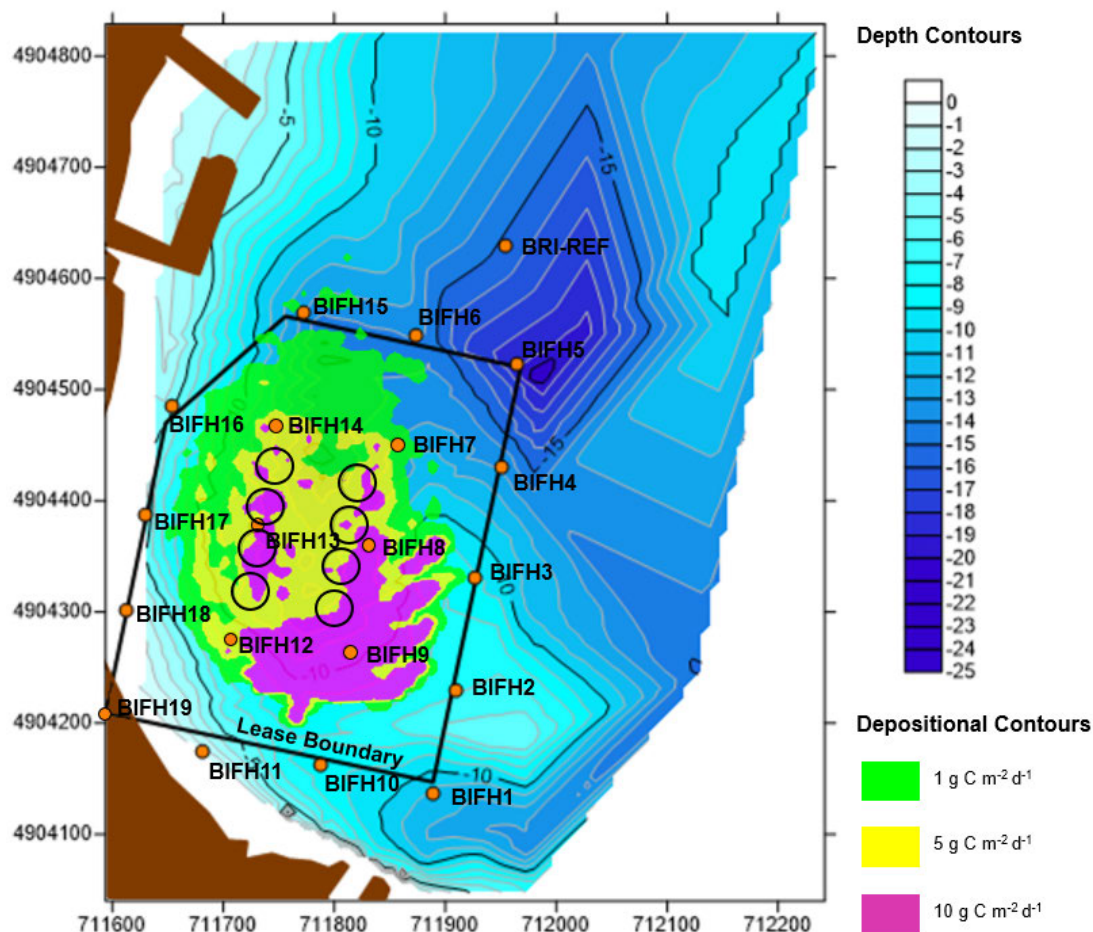 4904800
4904700
4904600
4904500
4904400
4904300
4904200
4904100
711600
711700
711800
711900
712000
712100
712200
-5
-10
-15
BRI-REF
BIFH15
BIFH6
BIFH5
BIFH16
BIFH14
BIFH7
-15
BIFH4
BIFH17
BIFH13
BIFH8
BIFH3
BIFH18
BIFH12
BIFH9
-10
BIFH2
BIFH19
Lease Boundary
BIFH11
BIFH10
-10
BIFH1
Depth Contours
0
-1
-2
-3
-4
-5
-6
-7
-8
-9
-10
-11
-12
-13
-14
-15
-16
-17
-18
-19
-20
-21
-22
-23
-24
-25
Depositional Contours
1 g C m-2 d-1
5 g C m-2 d-1
10 g C m-2 d-1